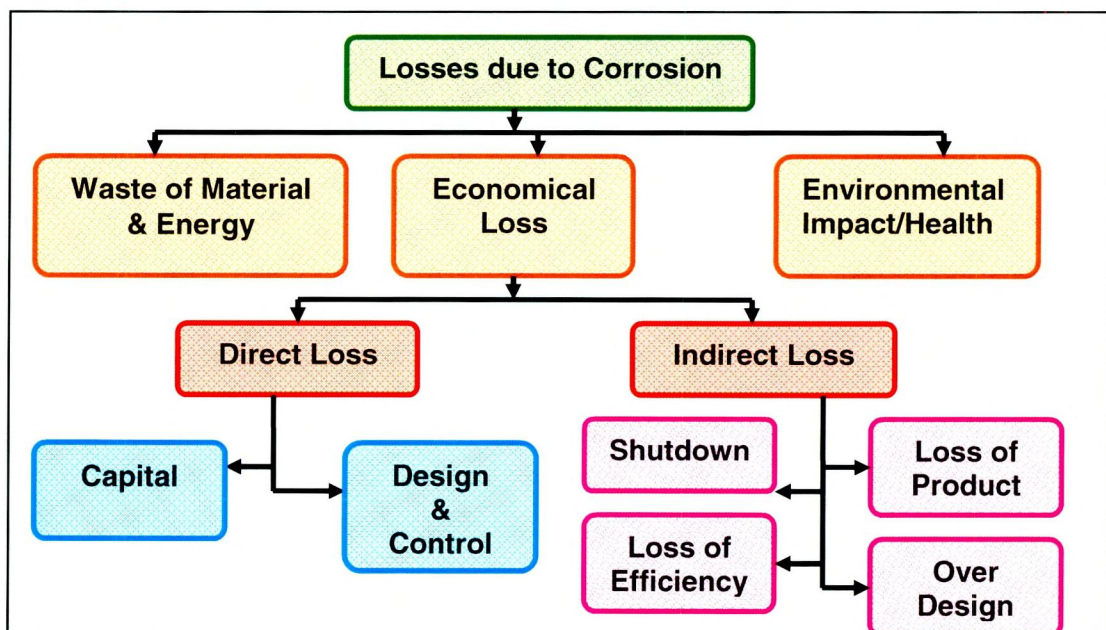 Losses due to Corrosion
Waste of Material
& Energy
Economical
Loss
Environmental
Impact/Health
Direct Loss
Indirect Loss
Capital
Design
&
Control
Shutdown
Loss of
Product
Loss of
Efficiency
Over
Design